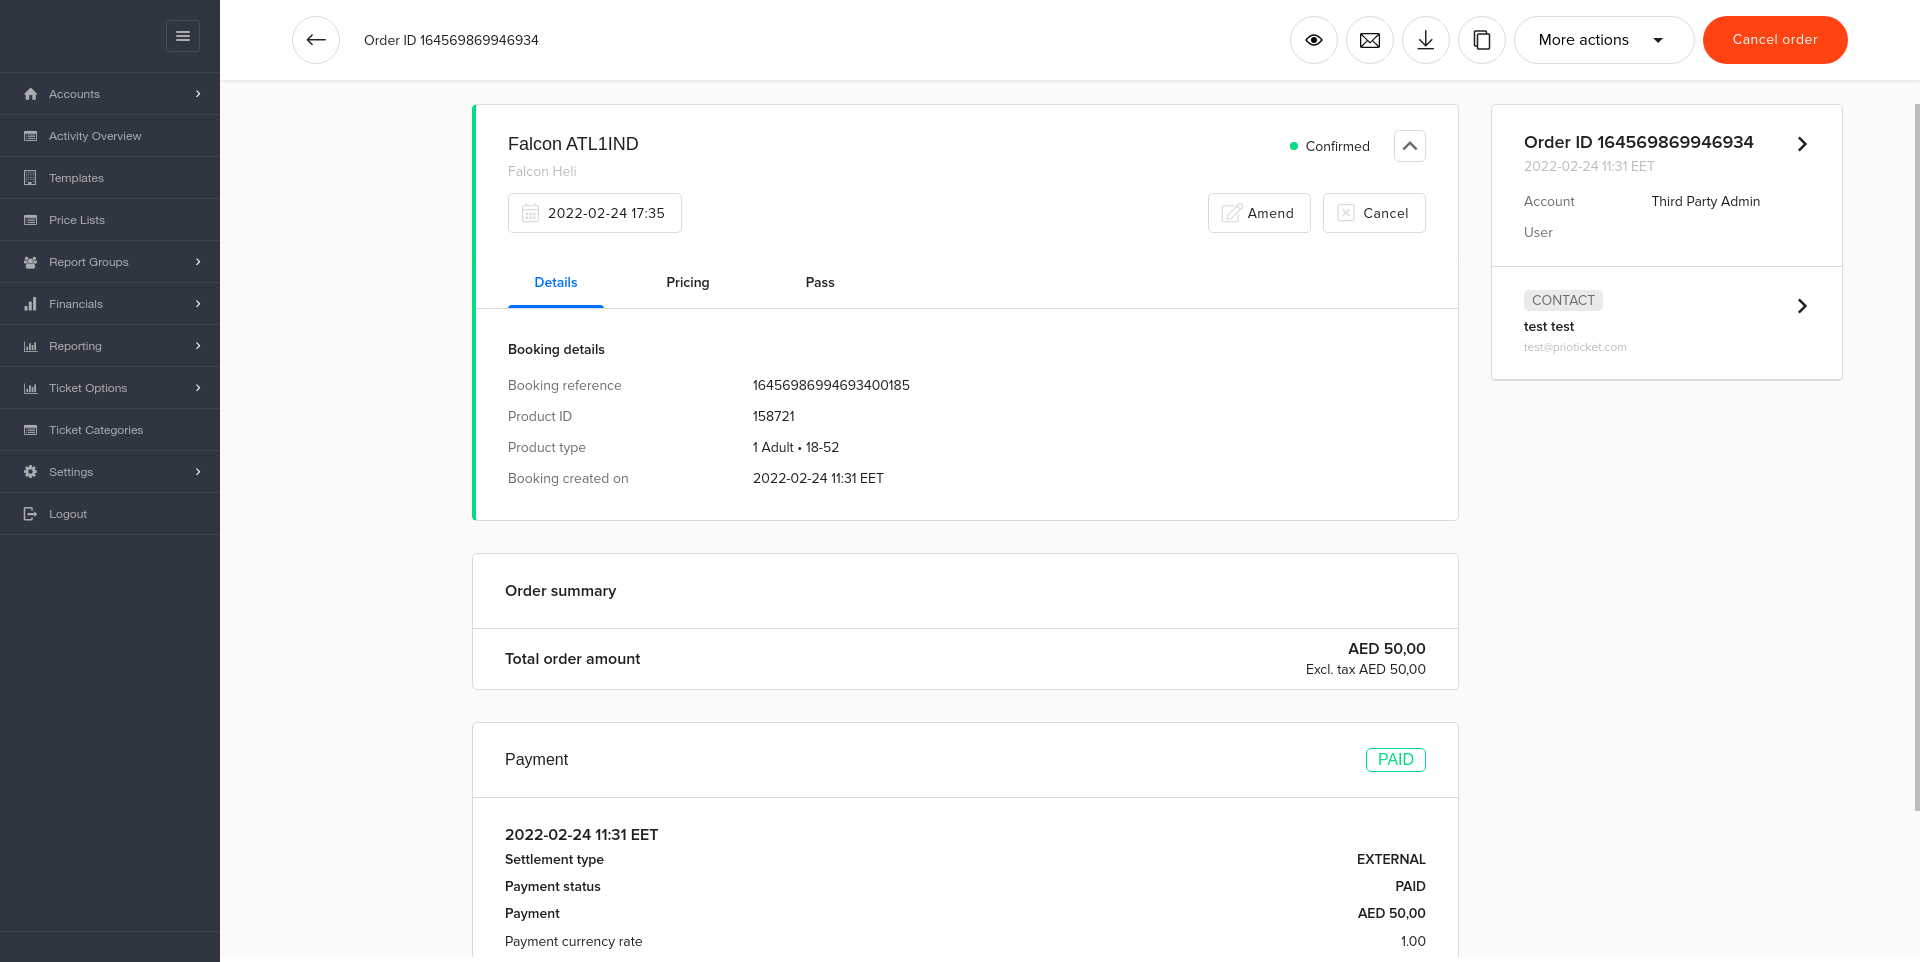 Order ID 164569869946934
More actions
Cancel order
Accounts
Activity Overview
Templates
Price Lists
Report Groups
Financials
Reporting
Ticket Options
Ticket Categories
Settings
Logout
Falcon ATL1IND
Confirmed
Falcon Heli
2022-02-24 17:35
Amend
Cancel
Details
Pricing
Pass
Booking details
Booking reference 16456986994693400185
Product ID 158721
Product type 1 Adult • 18-52
Booking created on 2022-02-24 11:31 EET
Order summary
Total order amount
AED 50,00
Excl. tax AED 50,00
Payment
PAID
2022-02-24 11:31 EET
Settlement type EXTERNAL
Payment status PAID
Payment AED 50,00
Payment currency rate 1.00
Order ID 164569869946934
2022-02-24 11:31 EET
Account Third Party Admin
User
CONTACT
test test
test@prioticket.com